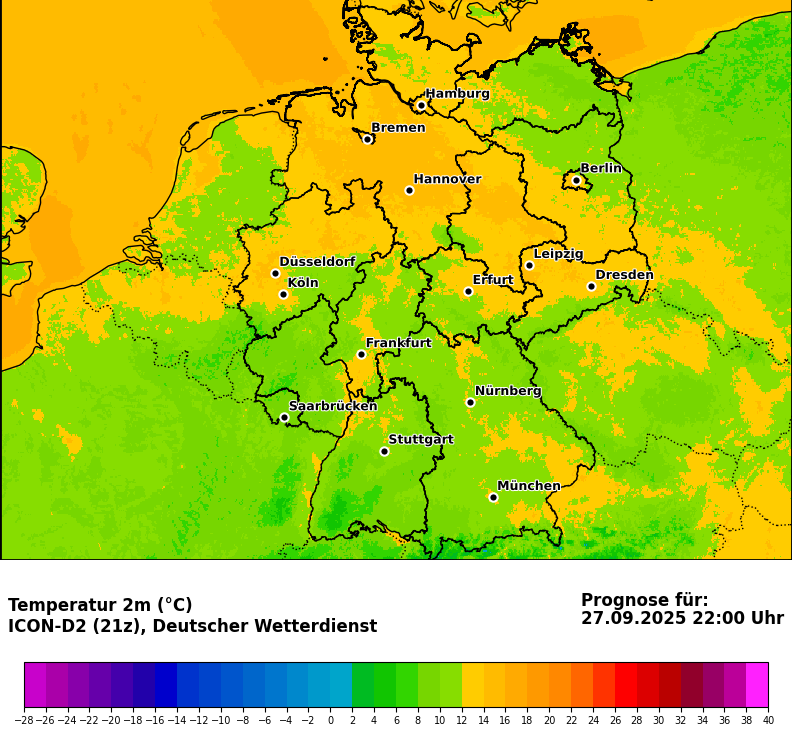 Hamburg
Bremen
Berlin
Hannover
Leipzig
Düsseldorf
Dresden
Köln
Erfurt
Frankfurt
Nürnberg
Saarbrücken
Stuttgart
München
Temperatur 2m (°C)
ICON-D2 (21z), Deutscher Wetterdienst
Prognose für:
27.09.2025 22:00 Uhr
−28 −26 −24 −22 −20 −18 −16 −14 −12 −10 −8 −6 −4 −2 0 2 4 6 8 10 12 14 16 18 20 22 24 26 28 30 32 34 36 38 40